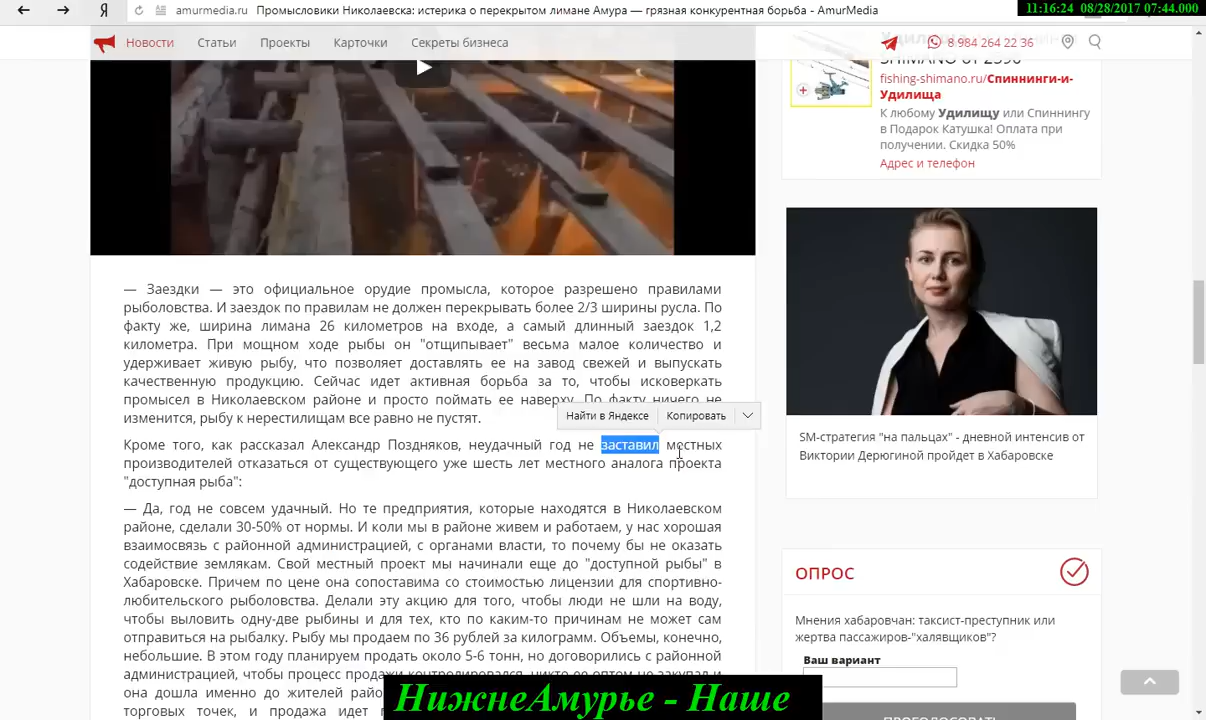 amurmedia.ru Промысловики Николаевска: истерика о перекрытом лимане Амура — грязная конкурентная борьба - AmurMedia
11:16:24 08/28/2017 07:44.000
Новости Статьи Проекты Карточки Секреты бизнеса
8 984 264 22 36
fishing-shimano.ru/Спиннинги-и-
Удилища
К любому Удилищу или Спиннингу
в Подарок Катушка! Оплата при
получении. Скидка 50%
Адрес и телефон
— Заездки — это официальное орудие промысла, которое разрешено правилами
рыболовства. И заездок по правилам не должен перекрывать более 2/3 ширины русла. По
факту же, ширина лимана 26 километров на входе, а самый длинный заездок 1,2
километра. При мощном ходе рыбы он "отщипывает" весьма малое количество и
удерживает живую рыбу, что позволяет доставлять ее на завод свежей и выпускать
качественную продукцию. Сейчас идет активная борьба за то, чтобы исковеркать
промысел в Николаевском районе и просто поймать ее наверху. По факту ничего не
изменится, рыбу к нерестилищам все равно не пустят.
Найти в Яндексе Копировать
Кроме того, как рассказал Александр Поздняков, неудачный год не заставил местных
производителей отказаться от существующего уже шесть лет местного аналога проекта
"доступная рыба":
— Да, год не совсем удачный. Но те предприятия, которые находятся в Николаевском
районе, сделали 30-50% от нормы. И коли мы в районе живем и работаем, у нас хорошая
взаимосвязь с районной администрацией, с органами власти, то почему бы не оказать
содействие землякам. Свой местный проект мы начинали еще до "доступной рыбы" в
Хабаровске. Причем по цене она сопоставима со стоимостью лицензии для спортивно-
любительского рыболовства. Делали эту акцию для того, чтобы люди не шли на воду,
чтобы выловить одну-две рыбины и для тех, кто по каким-то причинам не может сам
отправиться на рыбалку. Рыбу мы продаем по 36 рублей за килограмм. Объемы, конечно,
небольшие. В этом году планируем продать около 5-6 тонн, но договорились с районной
администрацией, чтобы процесс продажи контролировался, никто ее оптом не закупал и
она дошла именно до жителей
торговых точек, и продажа идет
SM-стратегия "на пальцах" - дневной интенсив от
Виктории Дерюгиной пройдет в Хабаровске
ОПРОС
Мнения хабаровчан: таксист-преступник или
жертва пассажиров-"халявщиков"?
Ваш вариант
ПРОГОЛОСОВАТЬ
НижнеАмурье - Наше